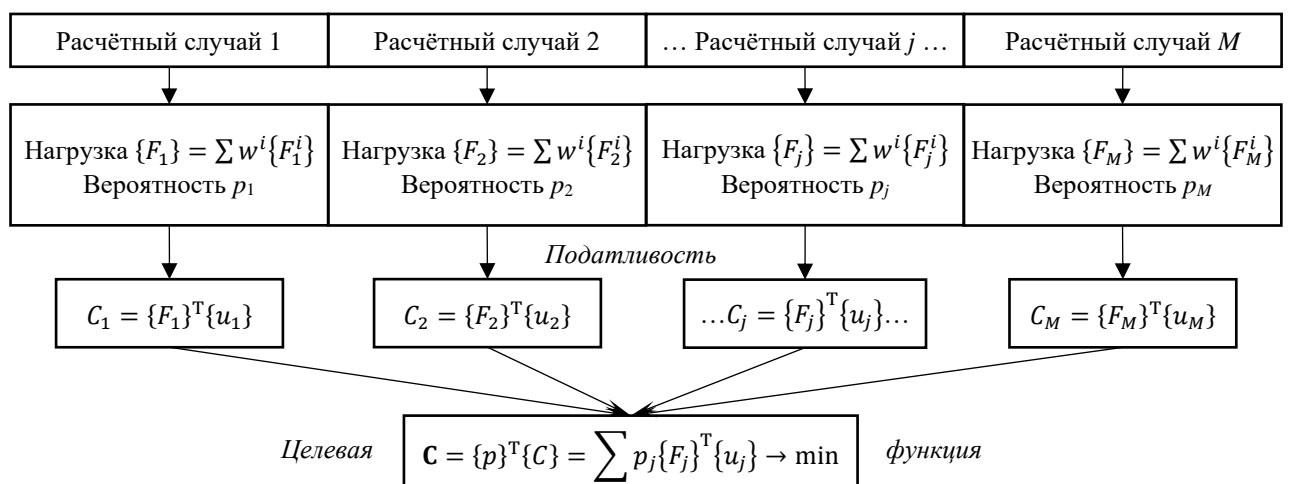 Расчётный случай 1
Расчётный случай 2
… Расчётный случай j …
Расчётный случай M
Нагрузка {F₁} = ∑ wⁱ{F₁ⁱ}
Вероятность p₁
Нагрузка {F₂} = ∑ wⁱ{F₂ⁱ}
Вероятность p₂
Нагрузка {Fⱼ} = ∑ wⁱ{Fⱼⁱ}
Вероятность pⱼ
Нагрузка {F_M} = ∑ wⁱ{F_Mⁱ}
Вероятность p_M
Податливость
C₁ = {F₁}ᵀ{u₁}
C₂ = {F₂}ᵀ{u₂}
…Cⱼ = {Fⱼ}ᵀ{uⱼ}…
C_M = {F_M}ᵀ{u_M}
Целевая
C = {p}ᵀ{C} = ∑ pⱼ{Fⱼ}ᵀ{uⱼ} → min
функция